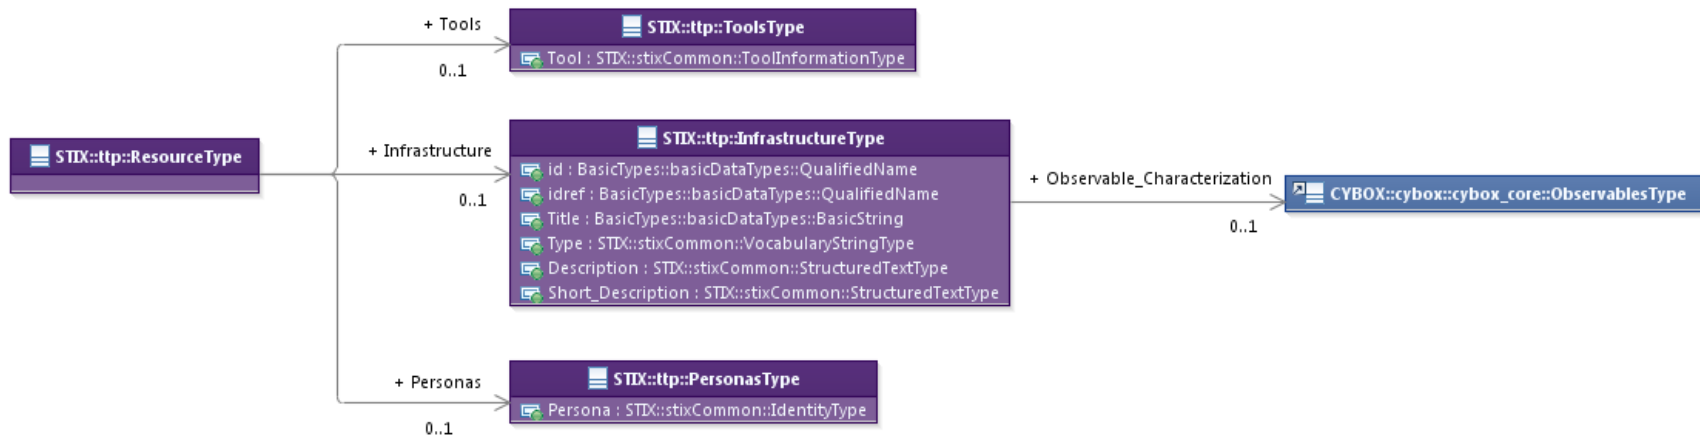 + Tools
0..1
STIX::ttp::ToolsType
Tool : STIX::stixCommon::ToolInformationType
STIX::ttp::ResourceType
+ Infrastructure
0..1
STIX::ttp::InfrastructureType
id : BasicTypes::basicDataTypes::QualifiedName
idref : BasicTypes::basicDataTypes::QualifiedName
Title : BasicTypes::basicDataTypes::BasicString
Type : STIX::stixCommon::VocabularyStringType
Description : STIX::stixCommon::StructuredTextType
Short_Description : STIX::stixCommon::StructuredTextType
+ Observable_Characterization
0..1
CYBOX::cybox::cybox_core::ObservablesType
+ Personas
0..1
STIX::ttp::PersonasType
Persona : STIX::stixCommon::IdentityType